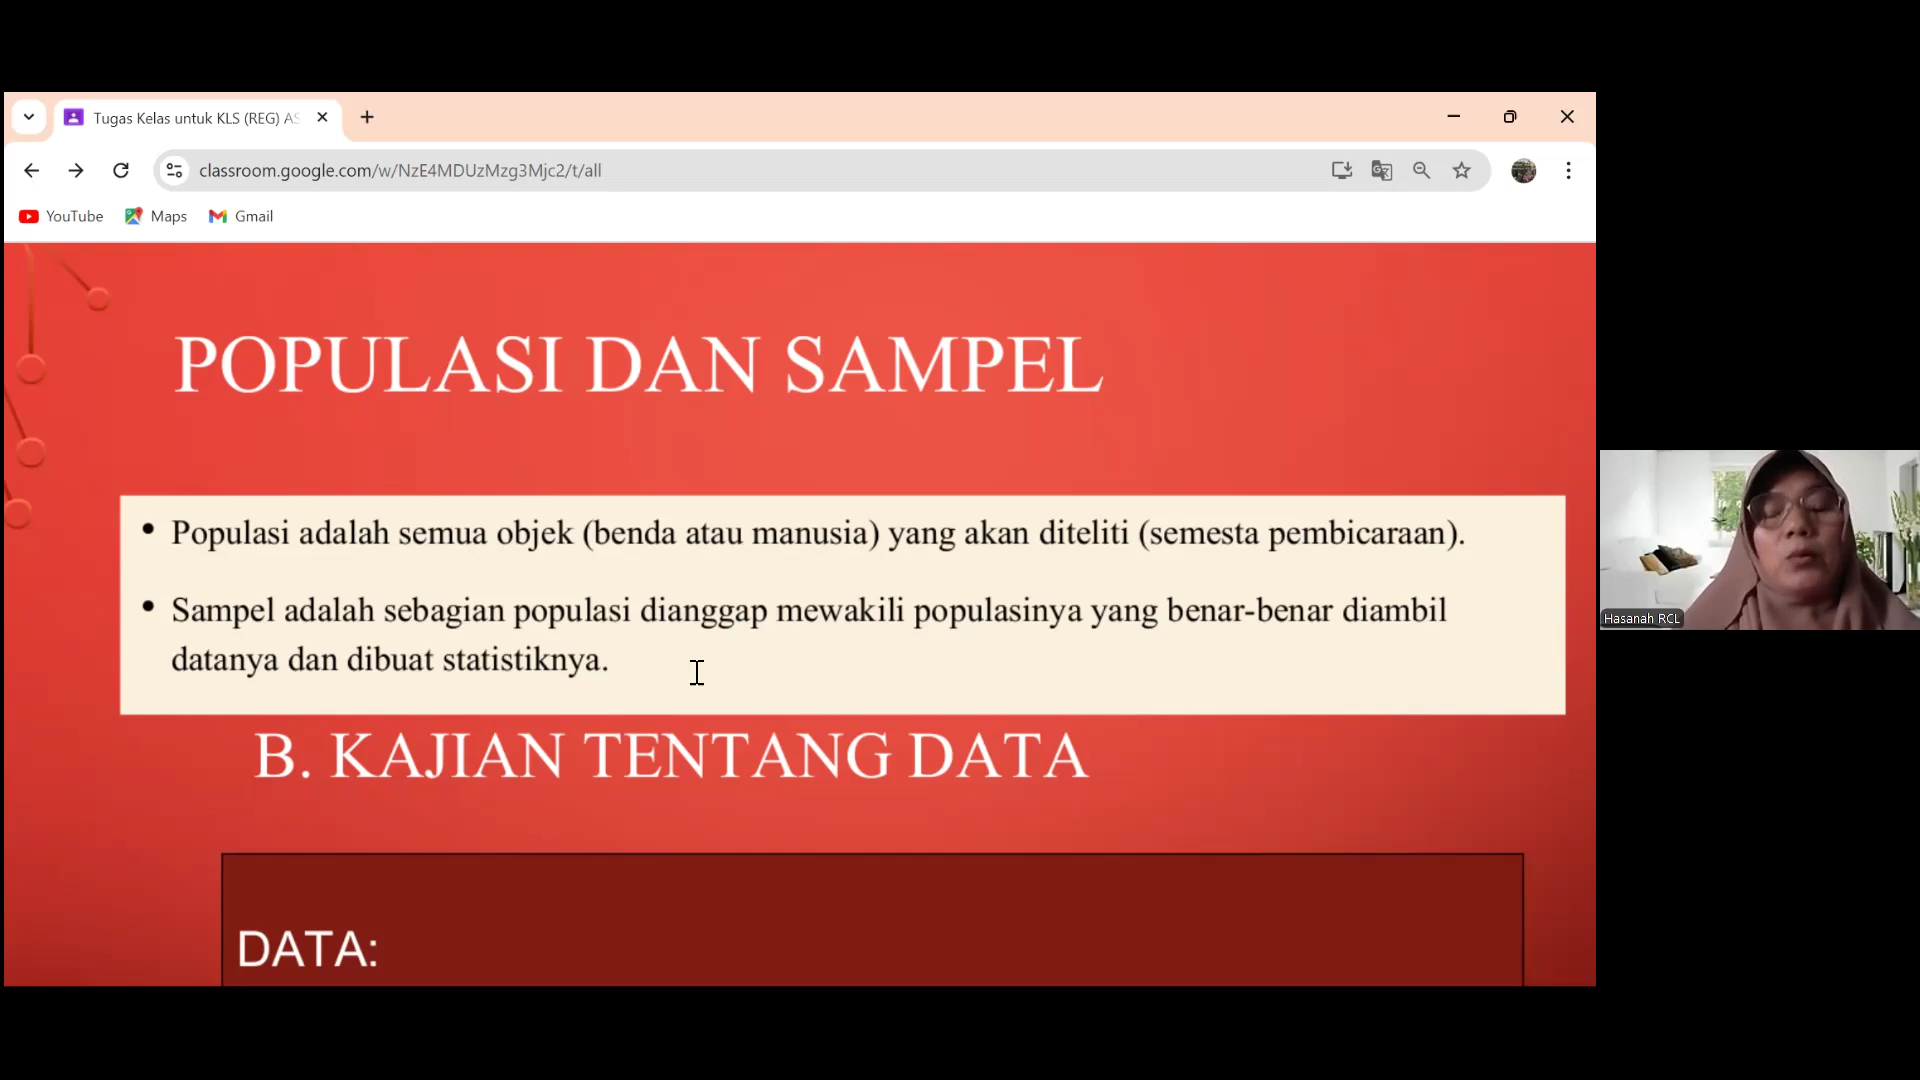 Tugas Kelas untuk KLS (REG) AS
classroom.google.com/w/NzE4MDUzMzg3Mjc2/t/all
YouTube Maps Gmail
POPULASI DAN SAMPEL
• Populasi adalah semua objek (benda atau manusia) yang akan diteliti (semesta pembicaraan).
• Sampel adalah sebagian populasi dianggap mewakili populasinya yang benar-benar diambil
datanya dan dibuat statistiknya.
Hasanah RCL
B. KAJIAN TENTANG DATA
DATA: